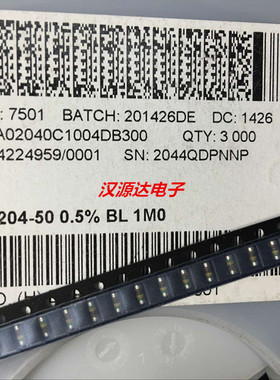 : 7501 BATCH: 201426DE DC: 1426
A02040C1004DB300 QTY: 3 000
4224959/0001 SN: 2044QDPNNP
汉源达电子
204-50 0.5% BL 1M0